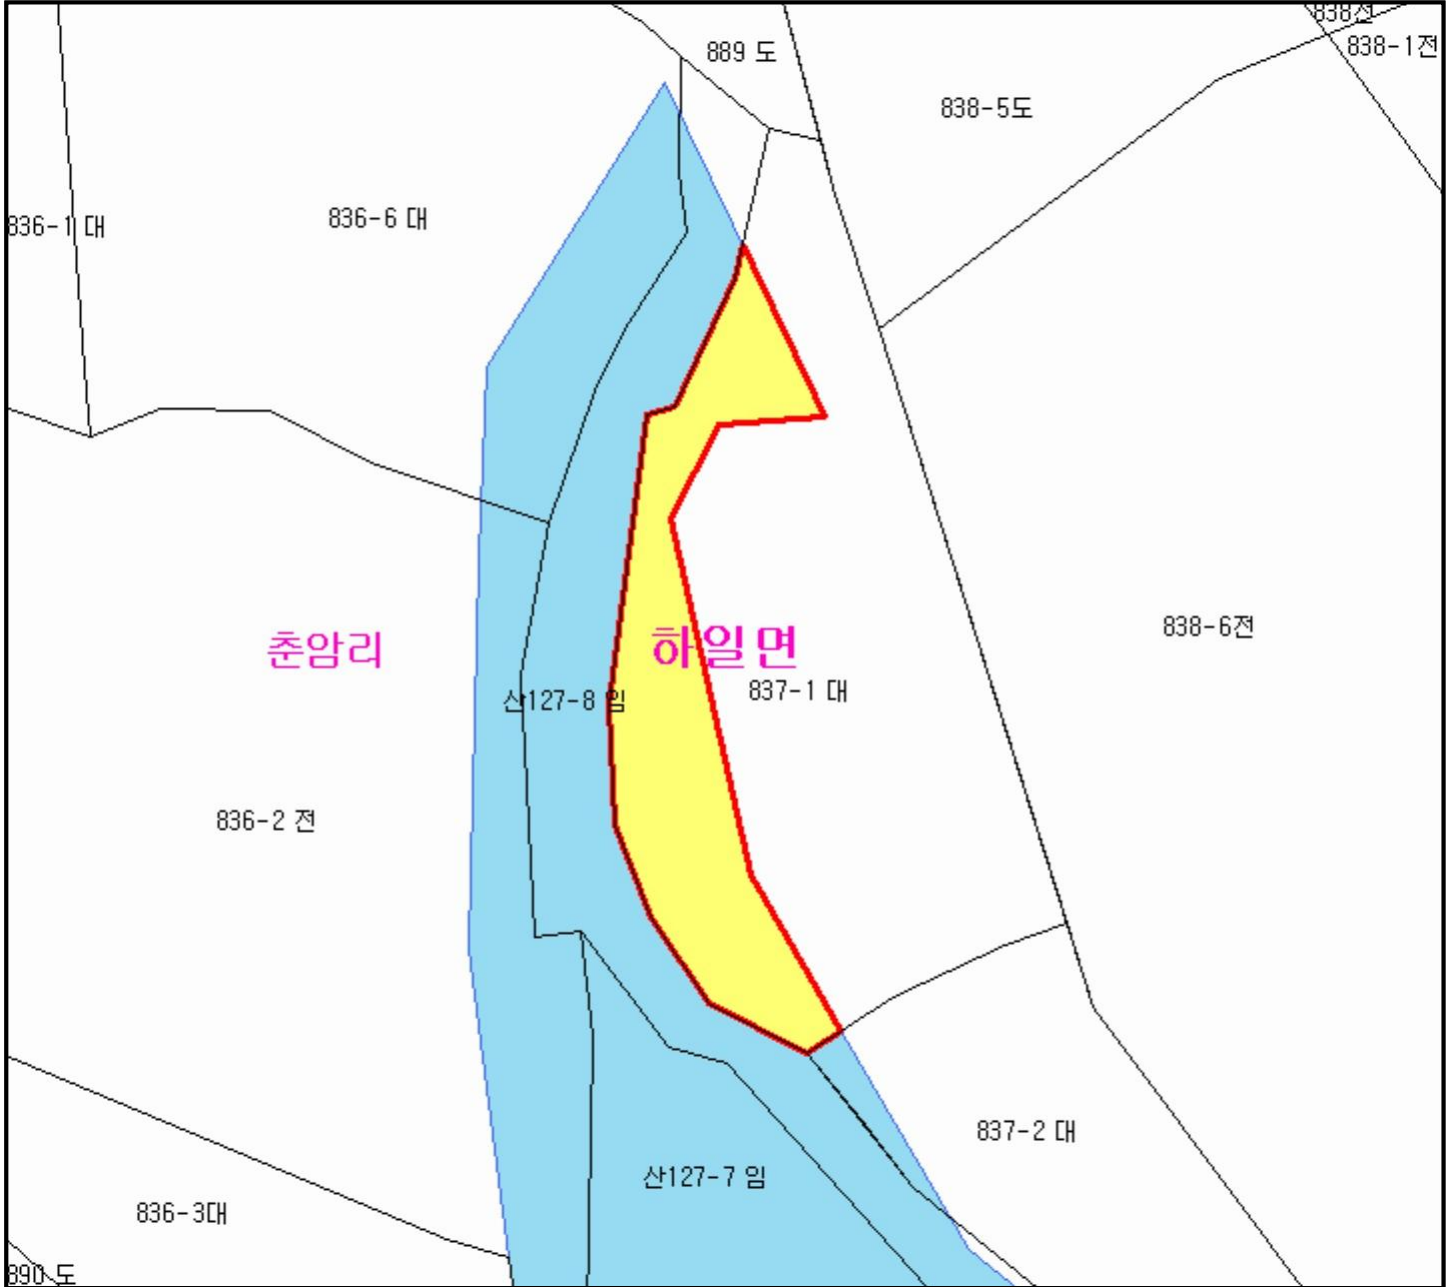 838전
838-1전
889 도
838-5도
836-1 대
836-6 대
838-6전
춘암리
하일면
837-1 대
산127-8 임
836-2 전
837-2 대
산127-7 임
836-3대
890 도